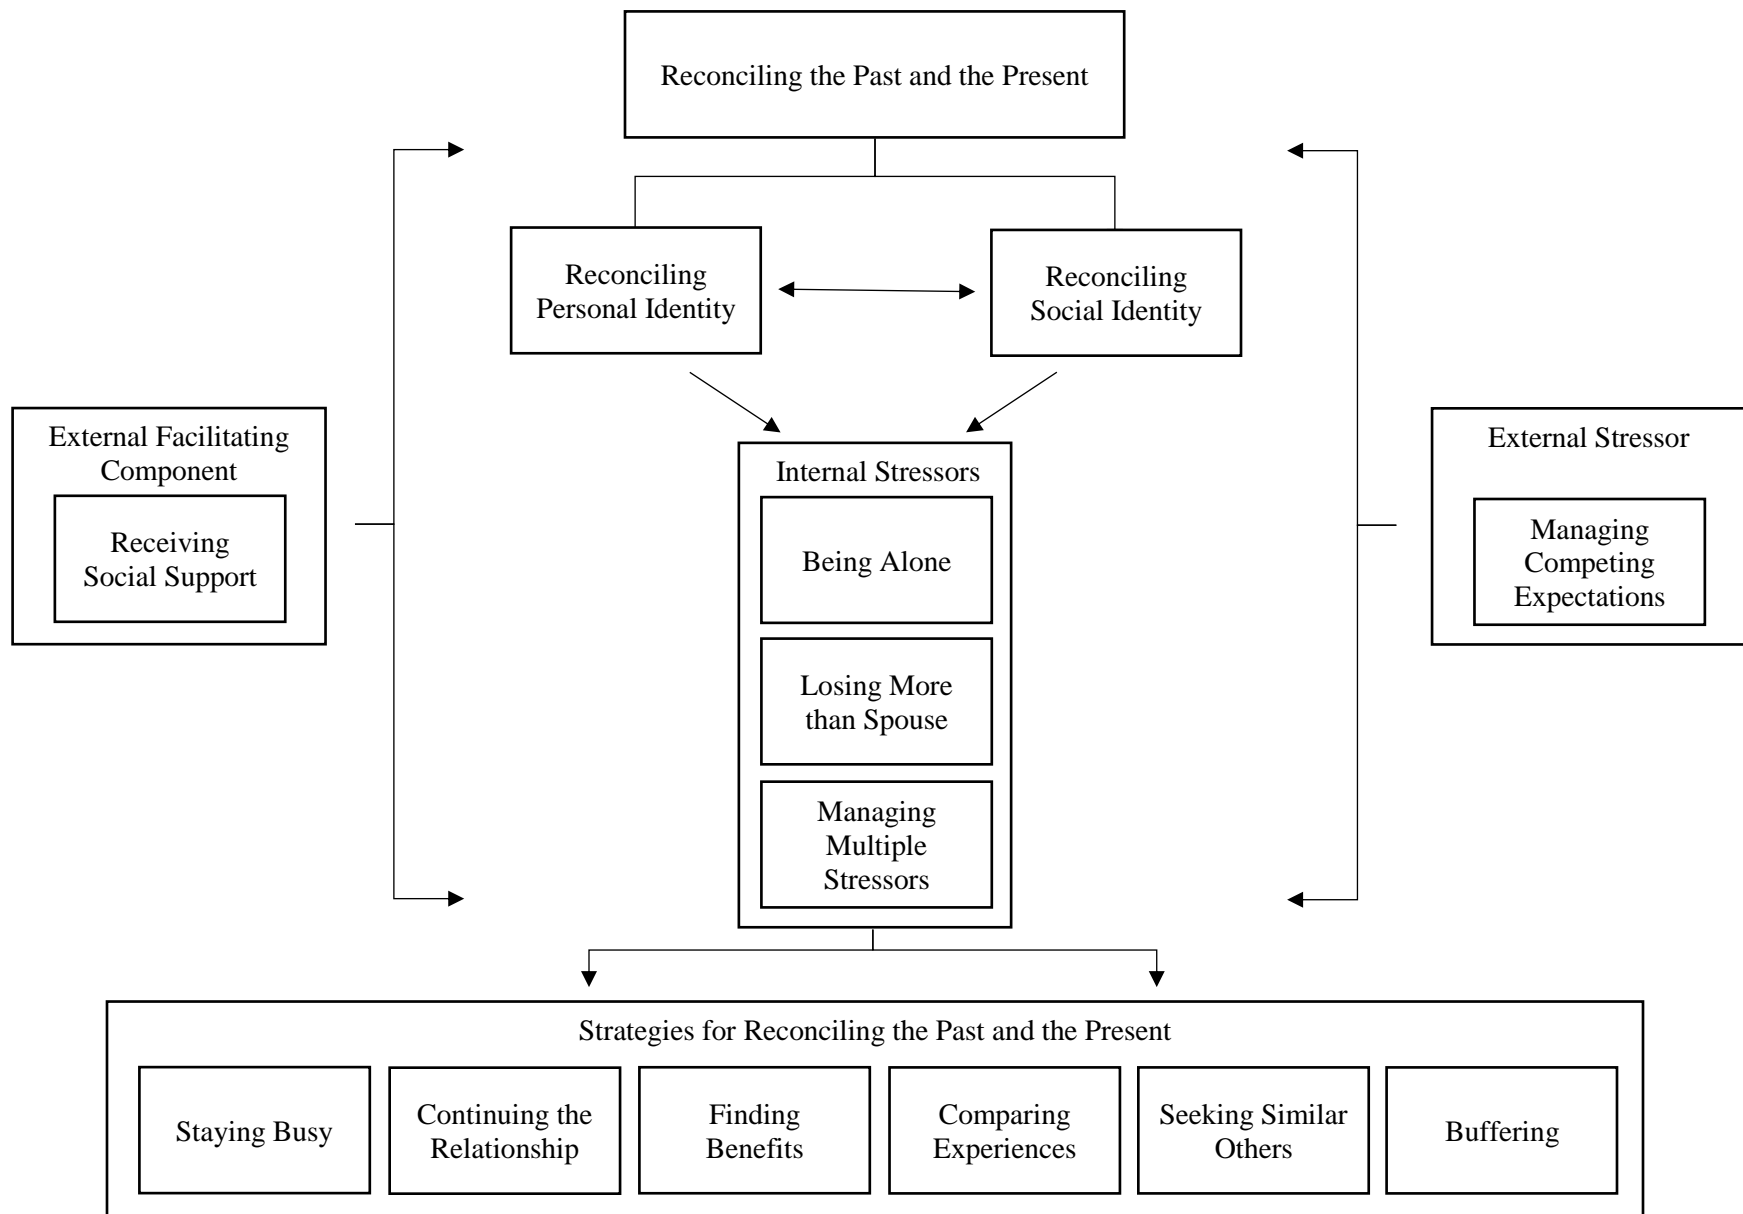 Reconciling the Past and the Present
Reconciling
Personal Identity
Reconciling
Social Identity
External Facilitating
Component
Receiving
Social Support
Internal Stressors
Being Alone
Losing More
than Spouse
Managing
Multiple
Stressors
External Stressor
Managing
Competing
Expectations
Strategies for Reconciling the Past and the Present
Staying Busy
Continuing the
Relationship
Finding
Benefits
Comparing
Experiences
Seeking Similar
Others
Buffering